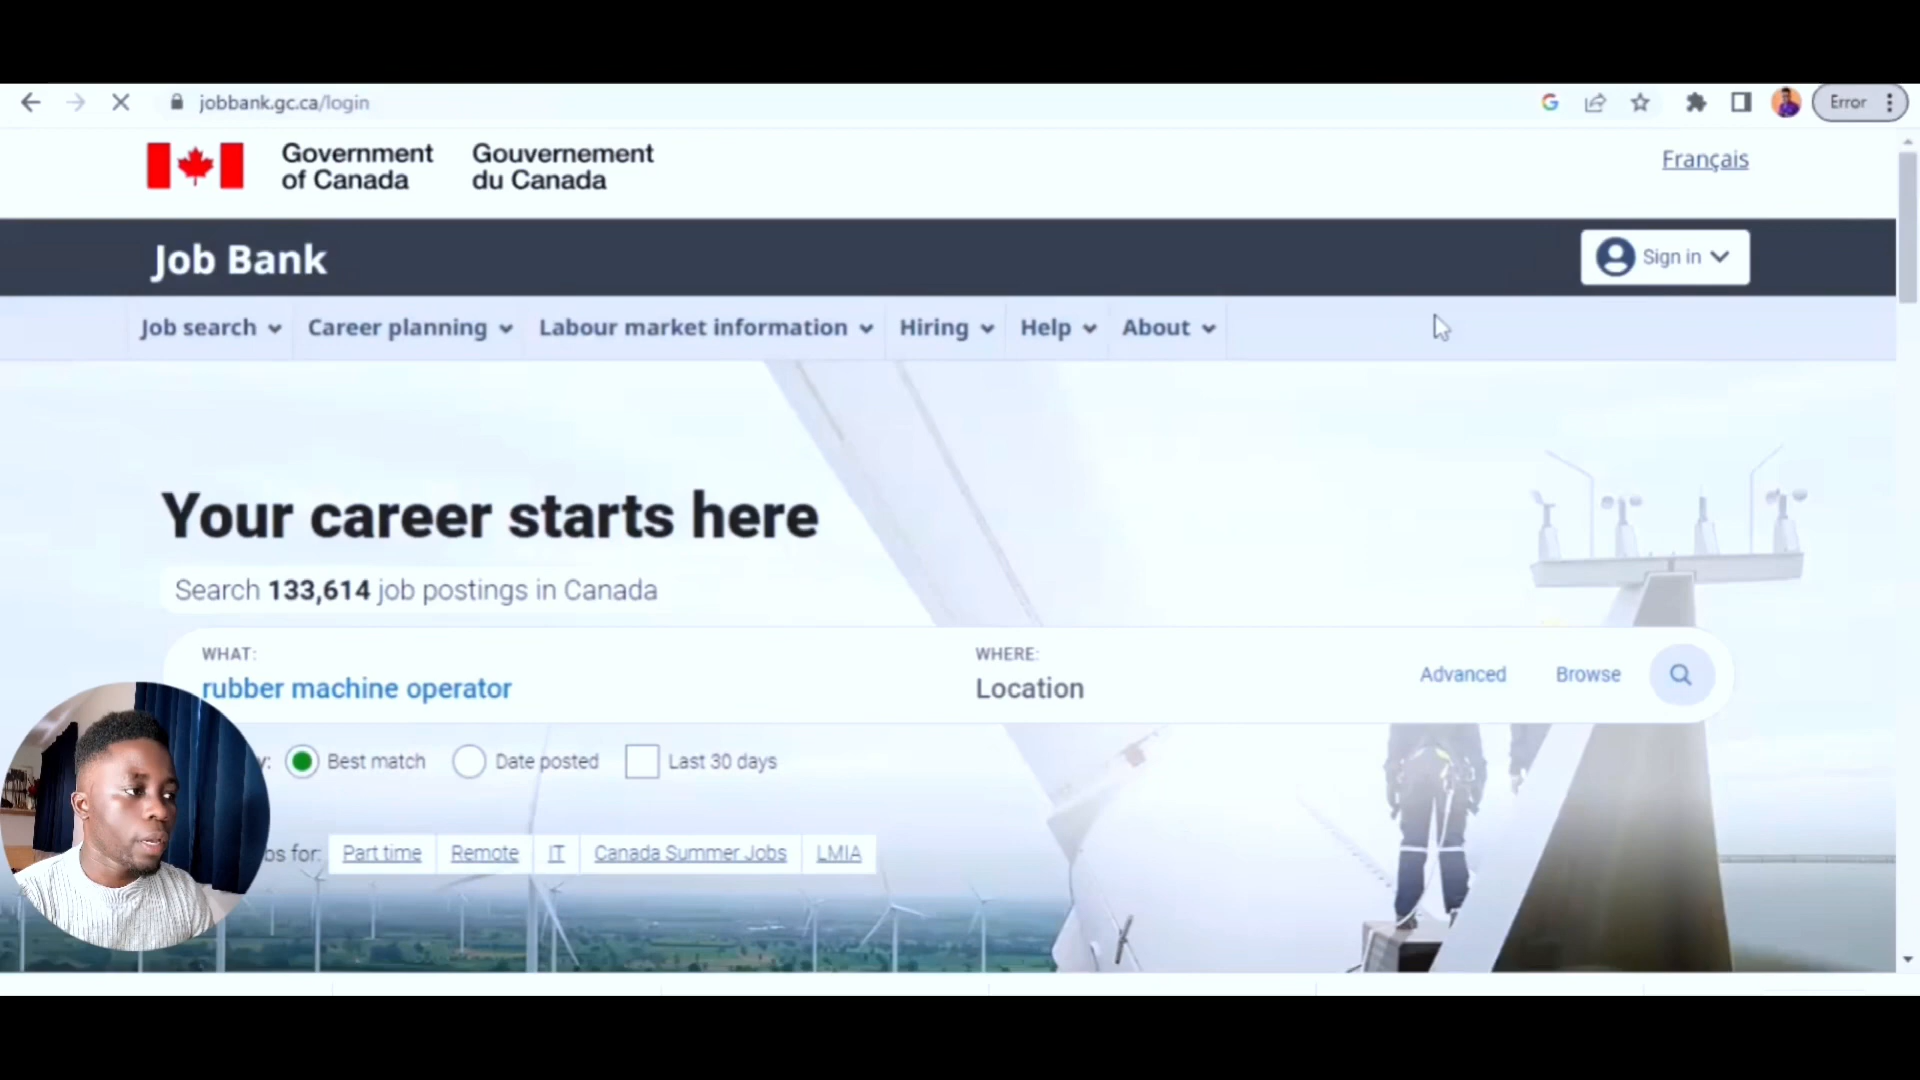 jobbank.gc.ca/login
Error
Government of Canada
Gouvernement du Canada
Français
Job Bank
Sign in
Job search
Career planning
Labour market information
Hiring
Help
About
Your career starts here
Search 133,614 job postings in Canada
WHAT:
rubber machine operator
WHERE:
Location
Advanced
Browse
Best match
Date posted
Last 30 days
for:
Part time
Remote
IT
Canada Summer Jobs
LMIA